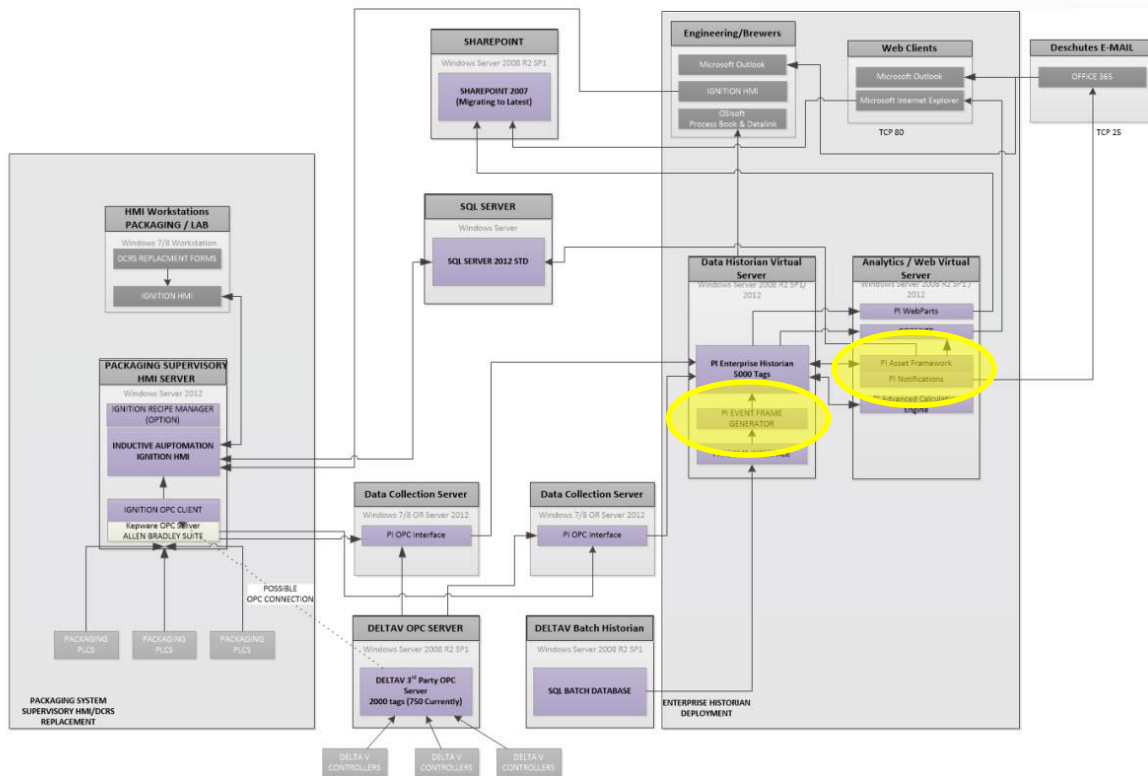 SHAREPOINT
Windows Server 2008 R2 SP1
SHAREPOINT 2007
(Migrating to Latest)
Engineering/Brewers
Microsoft Outlook
IGNITION HMI
OSIsoft
Process Book & Datalink
Web Clients
Microsoft Outlook
Microsoft Internet Explorer
TCP 80
Deschutes E-MAIL
OFFICE 365
TCP 25
HMI Workstations
PACKAGING / LAB
Windows 7/8 Workstation
DCRS REPLACMENT FORMS
IGNITION HMI
SQL SERVER
Windows Server
SQL SERVER 2012 STD
Data Historian Virtual
Server
Windows Server 2008 R2 SP1/
2012
PI Enterprise Historian
5000 Tags
PI EVENT FRAME
GENERATOR
Analytics / Web Virtual
Server
Windows Server 2008 R2 SP1 /
2012
PI WebParts
PI Asset Framework
PI Notifications
PI Advanced Calculation
Engine
PACKAGING SUPERVISORY
HMI SERVER
Windows Server 2012
IGNITION RECIPE MANAGER
(OPTION)
INDUCTIVE AUPTOMATION
IGNITION HMI
IGNITION OPC CLIENT
Kepware OPC Server
ALLEN BRADLEY SUITE
Data Collection Server
Windows 7/8 OR Server 2012
PI OPC Interface
Data Collection Server
Windows 7/8 OR Server 2012
PI OPC Interface
POSSIBLE
OPC CONNECTION
PACKAGING
PLCS
PACKAGING
PLCS
PACKAGING
PLCS
PACKAGING SYSTEM
SUPERVISORY HMI/DCRS
REPLACEMENT
DELTAV OPC SERVER
Windows Server 2008 R2 SP1
DELTAV 3rd Party OPC
Server
2000 tags (750 Currently)
DELTA V
CONTROLLERS
DELTA V
CONTROLLERS
DELTA V
CONTROLLERS
DELTAV Batch Historian
Windows Server 2008 R2 SP1
SQL BATCH DATABASE
ENTERPRISE HISTORIAN
DEPLOYMENT